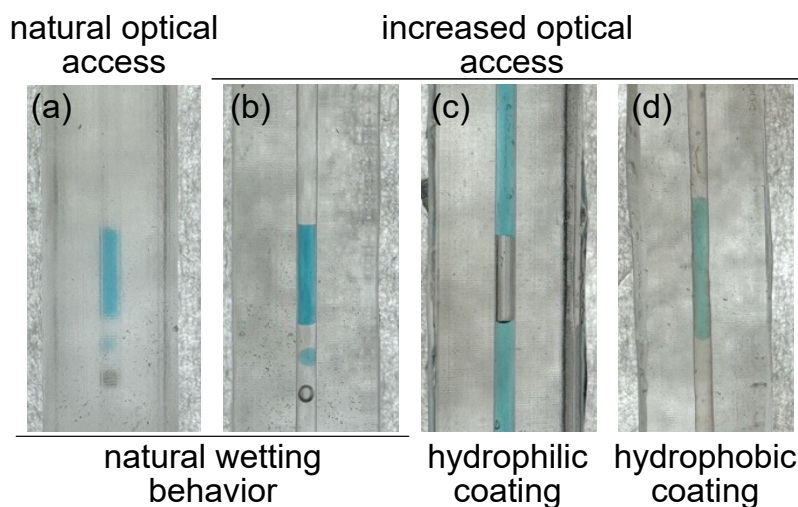 natural optical
access
increased optical
access
(a)
(b)
(c)
(d)
natural wetting
behavior
hydrophilic
coating
hydrophobic
coating